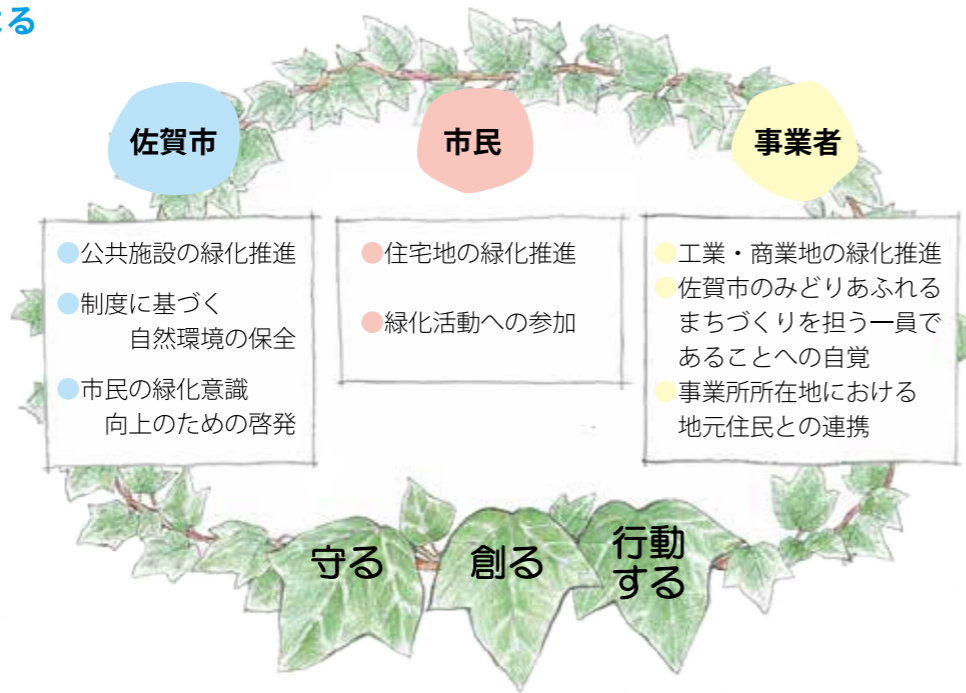 る
佐賀市
●公共施設の緑化推進
●制度に基づく
自然環境の保全
●市民の緑化意識
向上のための啓発
市民
●住宅地の緑化推進
●緑化活動への参加
事業者
●工業・商業地の緑化推進
●佐賀市のみどりあふれる
まちづくりを担う一員で
あることへの自覚
●事業所所在地における
地元住民との連携
守る
創る
行動
する